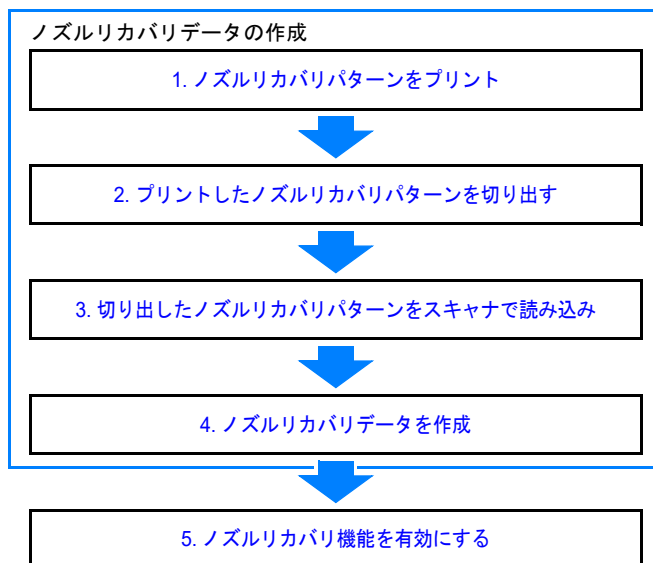 ノズルリカバリデータの作成
1. ノズルリカバリパターンをプリント
2. プリントしたノズルリカバリパターンを切り出す
3. 切り出したノズルリカバリパターンをスキャナで読み込み
4. ノズルリカバリデータを作成
5. ノズルリカバリ機能を有効にする